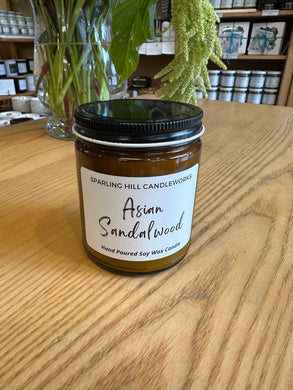 SPARLING HILL CANDLEWORKS
Asian
Sandalwood
Hand Poured Soy Wax Candle